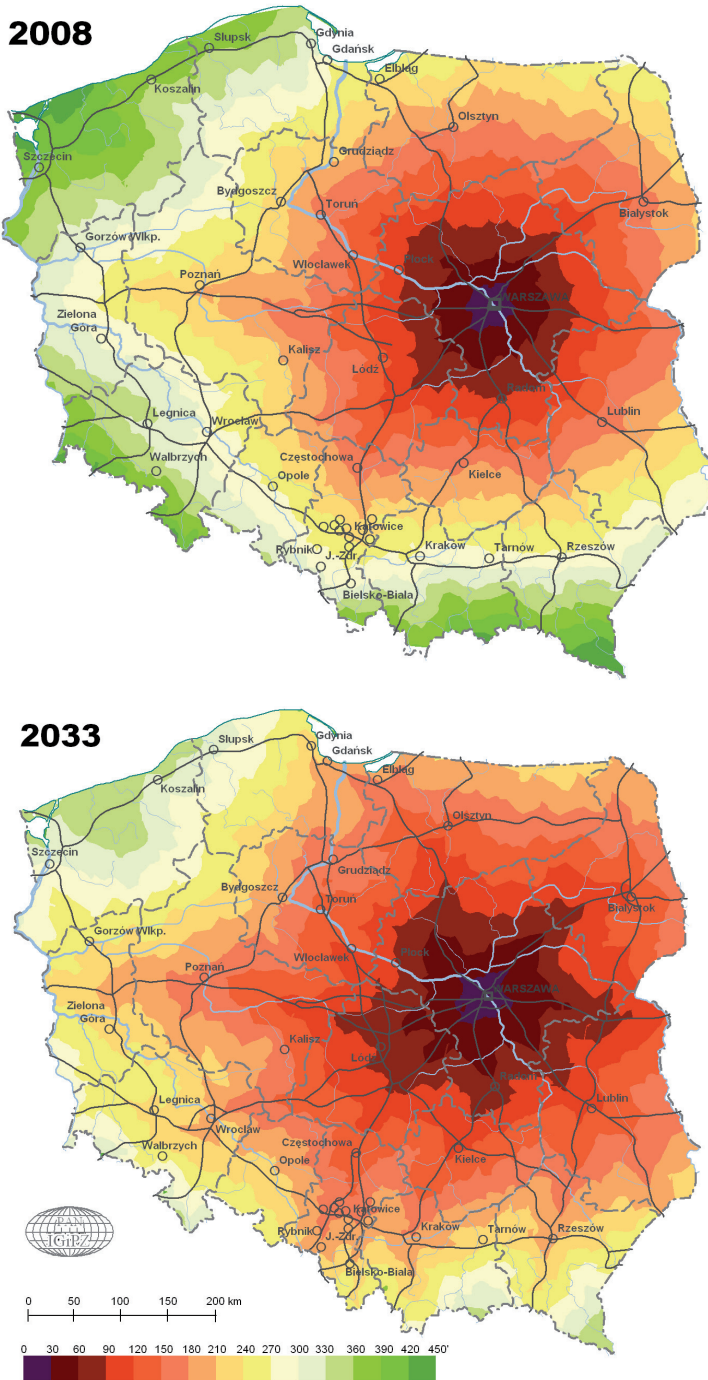 2008
Gdynia
Słupsk
Gdańsk
Elbląg
Koszalin
Olsztyn
Szczecin
Grudziądz
Bydgoszcz
Toruń
Białystok
Gorzów Wlkp.
Włocławek
Płock
Poznań
WARSZAWA
Zielona
Góra
Kalisz
Łódź
Radom
Legnica
Wrocław
Lublin
Wałbrzych
Częstochowa
Kielce
Opole
Katowice
Rybnik
J.-Zdr.
Kraków
Tarnów
Rzeszów
Bielsko-Biała
2033
Gdynia
Słupsk
Gdańsk
Elbląg
Koszalin
Olsztyn
Szczecin
Grudziądz
Bydgoszcz
Toruń
Białystok
Gorzów Wlkp.
Włocławek
Płock
Poznań
WARSZAWA
Zielona
Góra
Kalisz
Łódź
Radom
Legnica
Wrocław
Lublin
Wałbrzych
Częstochowa
Kielce
Opole
Katowice
Rybnik
J.-Zdr.
Kraków
Tarnów
Rzeszów
Bielsko-Biała
PAN
IGiPZ
0 50 100 150 200 km
0 30 60 90 120 150 180 210 240 270 300 330 360 390 420 450'